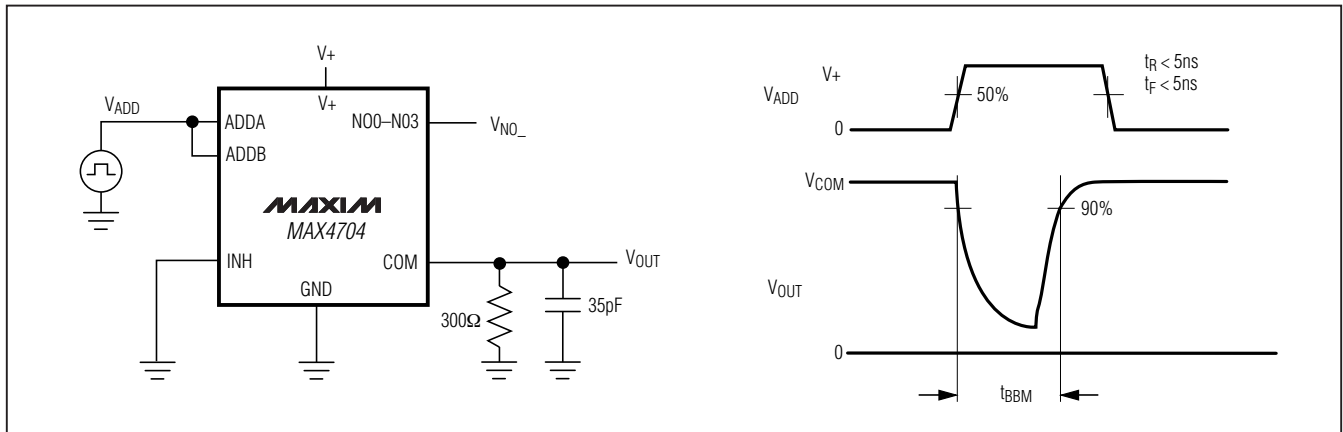 V+
V+
VADD
ADDA
ADDB
NO0–N03
VNO_
MAXIM
MAX4704
INH
COM
VOUT
GND
300Ω
35pF
V+
VADD
0
50%
tR < 5ns
tF < 5ns
VCOM
90%
VOUT
0
tBBM